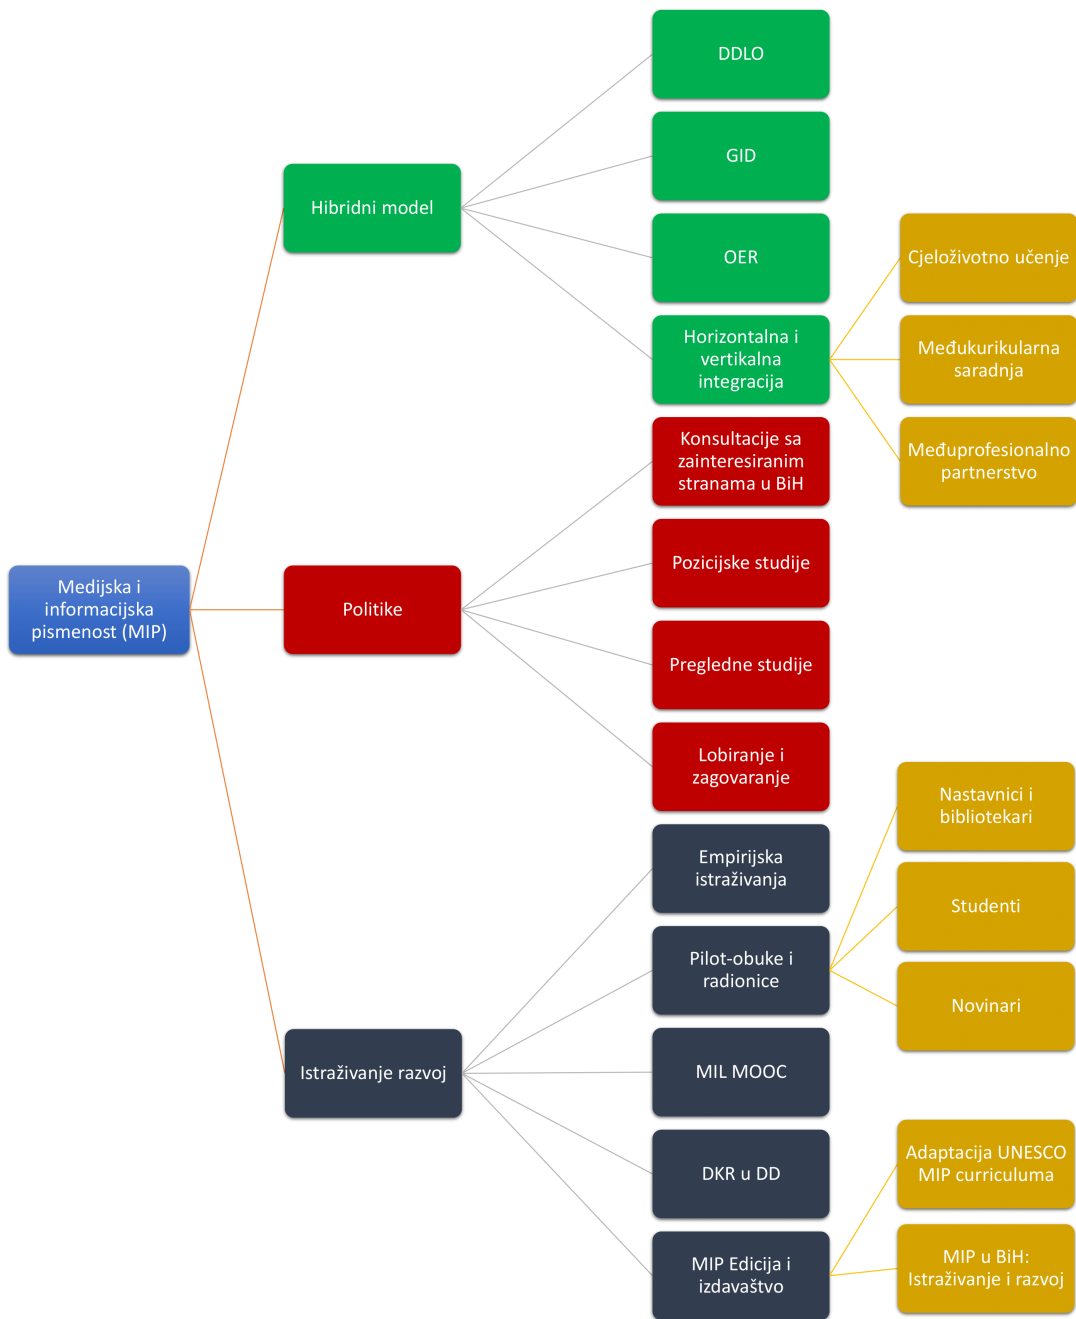 Medijska i
informacijska
pismenost (MIP)
Hibridni model
DDLO
GID
OER
Horizontalna i
vertikalna
integracija
Cjeloživotno učenje
Međukurikularna
saradnja
Međuprofesionalno
partnerstvo
Politike
Konsultacije sa
zainteresiranim
stranama u BiH
Pozicijske studije
Pregledne studije
Lobiranje i
zagovaranje
Istraživanje razvoj
Empirijska
istraživanja
Pilot-obuke i
radionice
Nastavnici i
bibliotekari
Studenti
Novinari
MIL MOOC
DKR u DD
MIP Edicija i
izdavaštvo
Adaptacija UNESCO
MIP curriculuma
MIP u BiH:
Istraživanje i razvoj